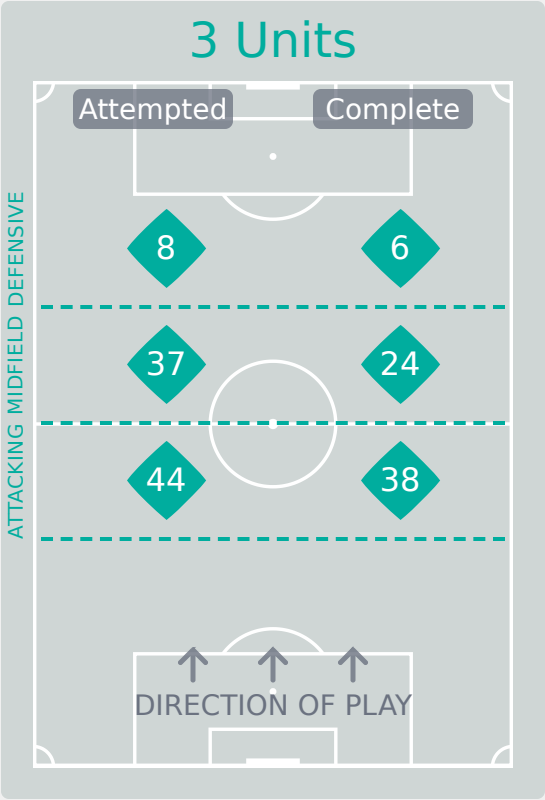 3 Units
Attempted Complete
8 6
37 24
44 38
ATTACKING MIDFIELD DEFENSIVE
DIRECTION OF PLAY